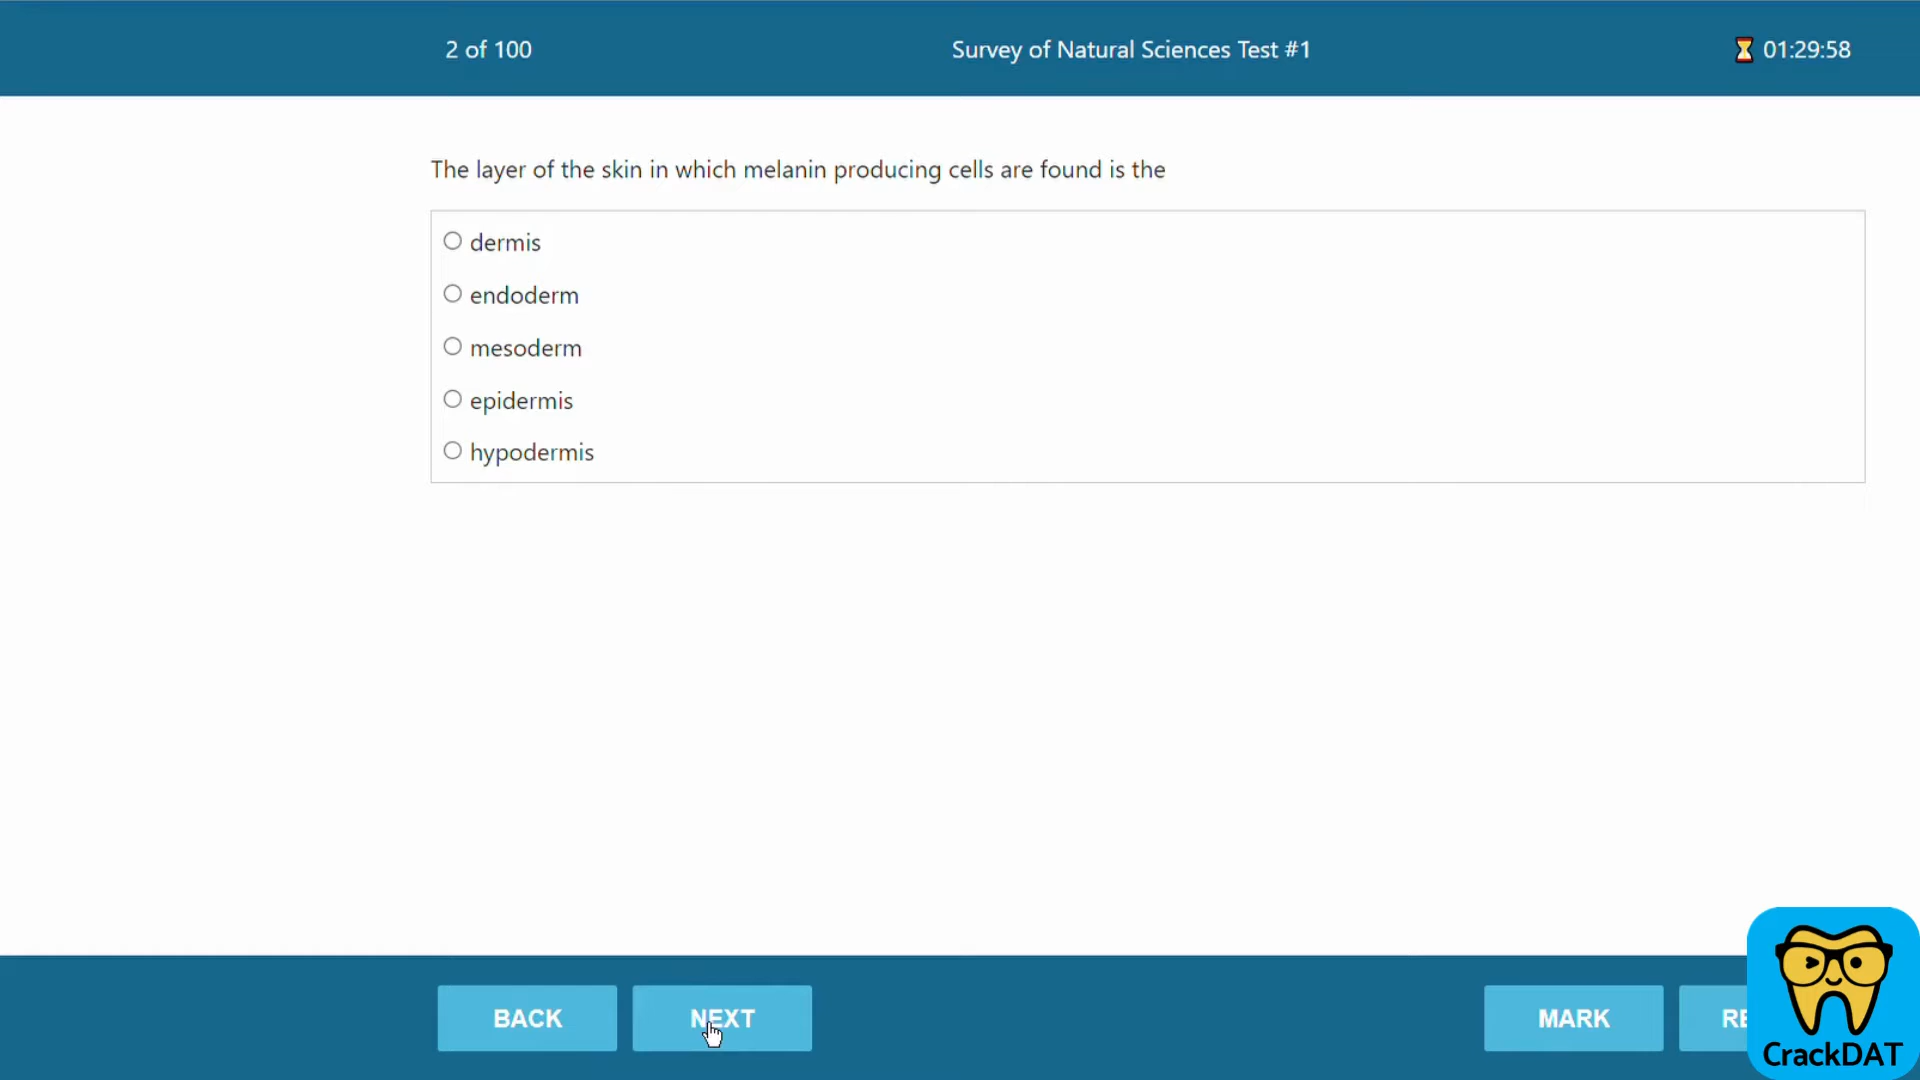 2 of 100
Survey of Natural Sciences Test #1
01:29:58
The layer of the skin in which melanin producing cells are found is the
dermis
endoderm
mesoderm
epidermis
hypodermis
BACK
NEXT
MARK
CrackDAT